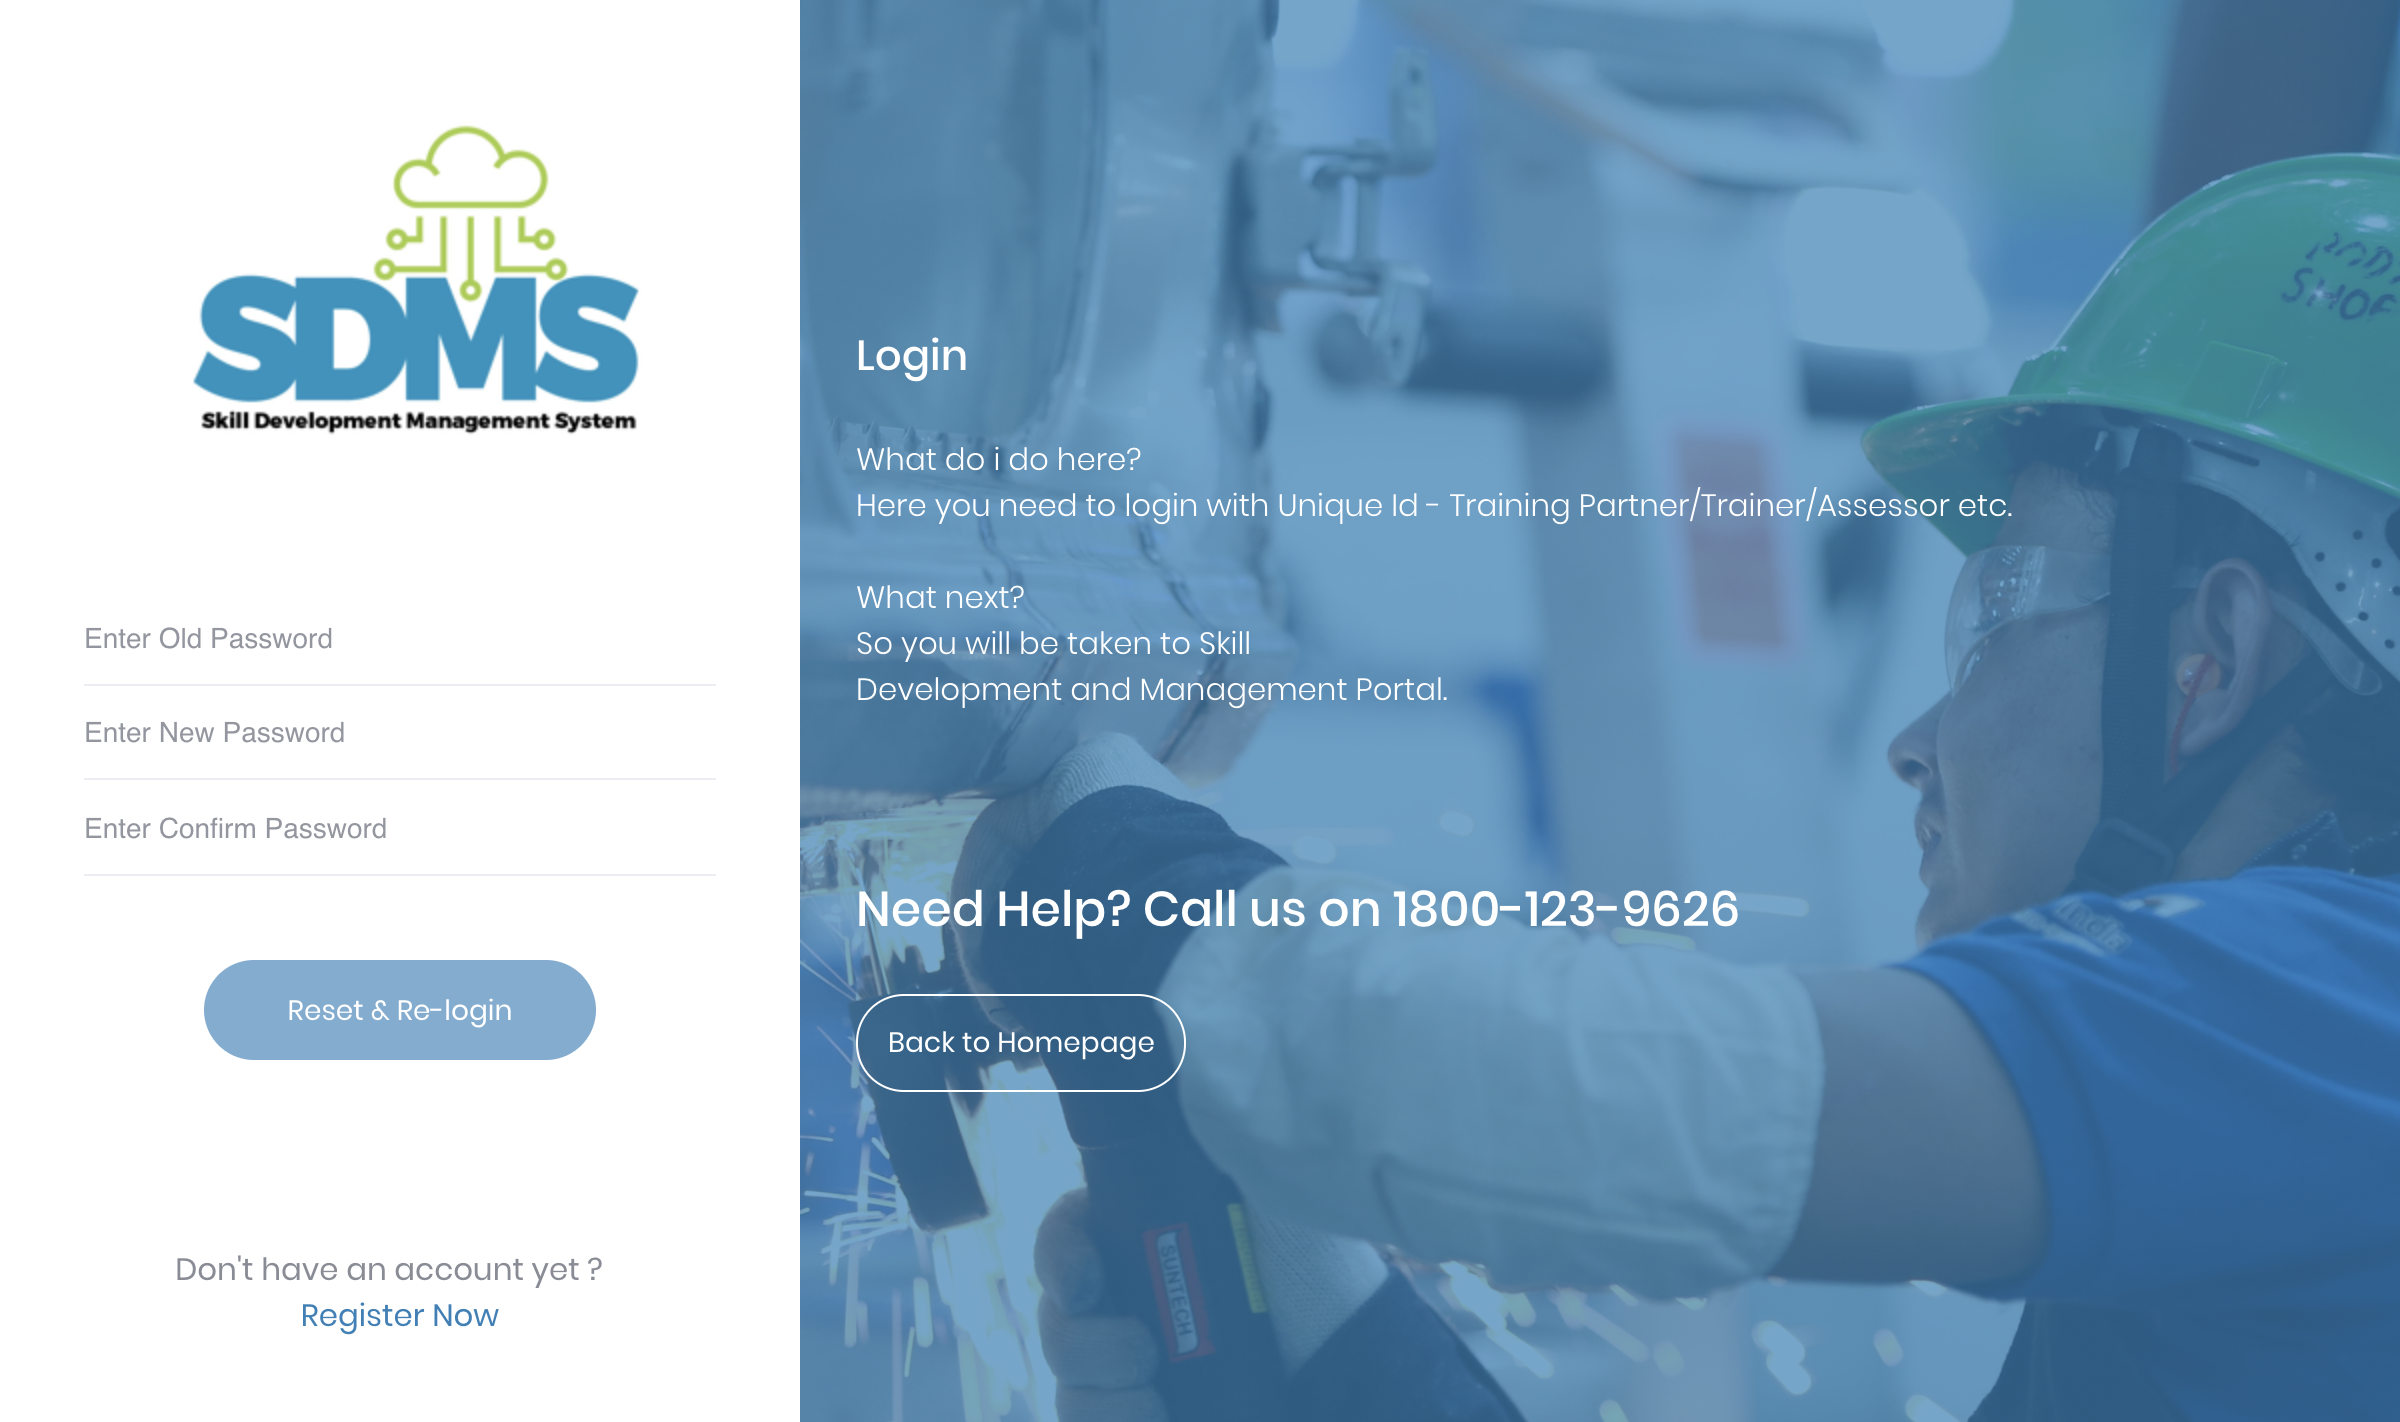 SDMS
Skill Development Management System
Enter Old Password
Enter New Password
Enter Confirm Password
Reset & Re-login
Don't have an account yet ?
Register Now
Login
What do i do here?
Here you need to login with Unique Id - Training Partner/Trainer/Assessor etc.
What next?
So you will be taken to Skill
Development and Management Portal.
Need Help? Call us on 1800-123-9626
Back to Homepage
SUNTECH